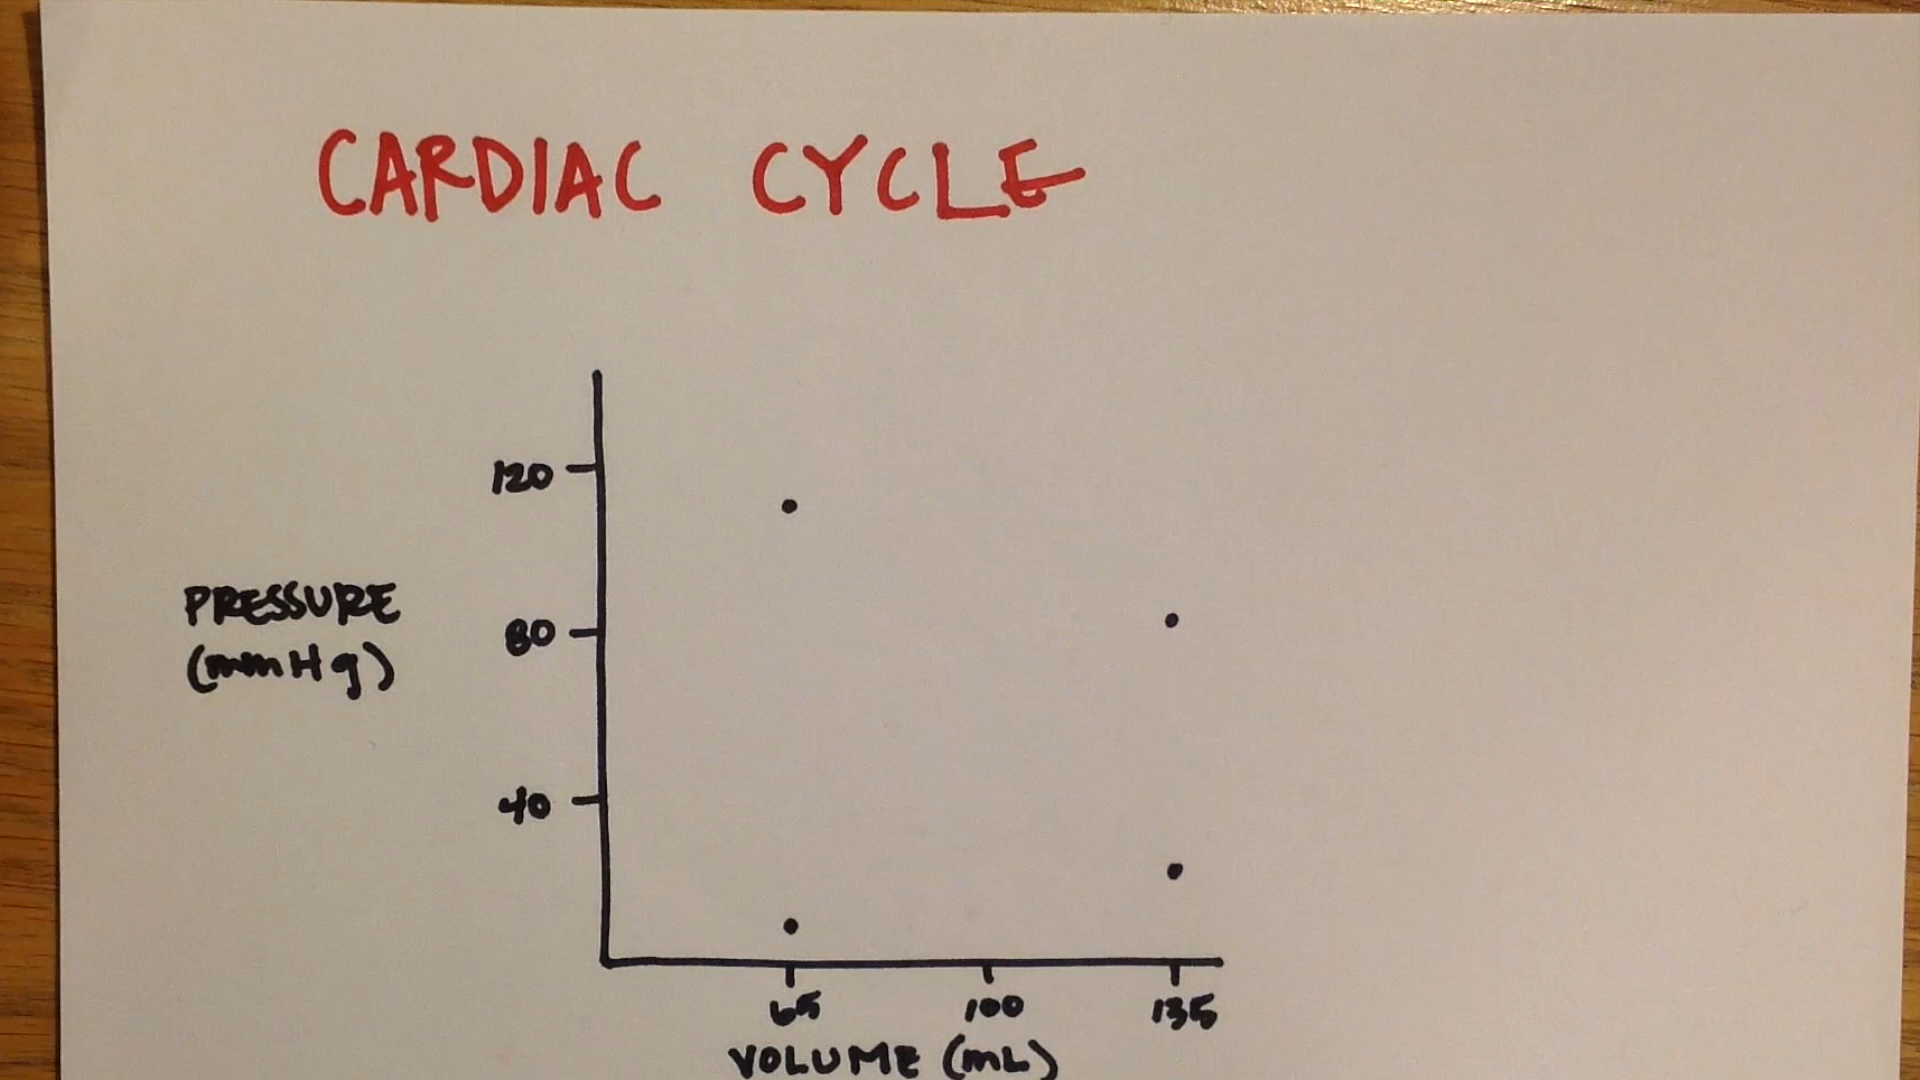 CARDIAC CYCLE
120
PRESSURE
80
(mmHg)
40
65 100 135
VOLUME (mL)